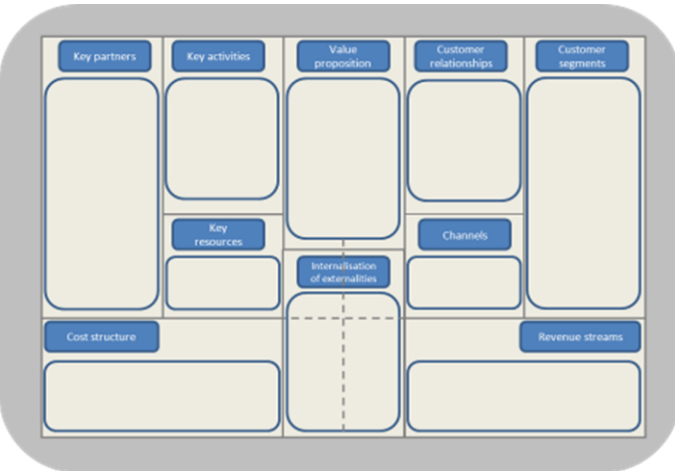 Key partners
Key activities
Value
proposition
Customer
relationships
Customer
segments
Key
resources
Channels
Internalisation
of externalities
Cost structure
Revenue streams